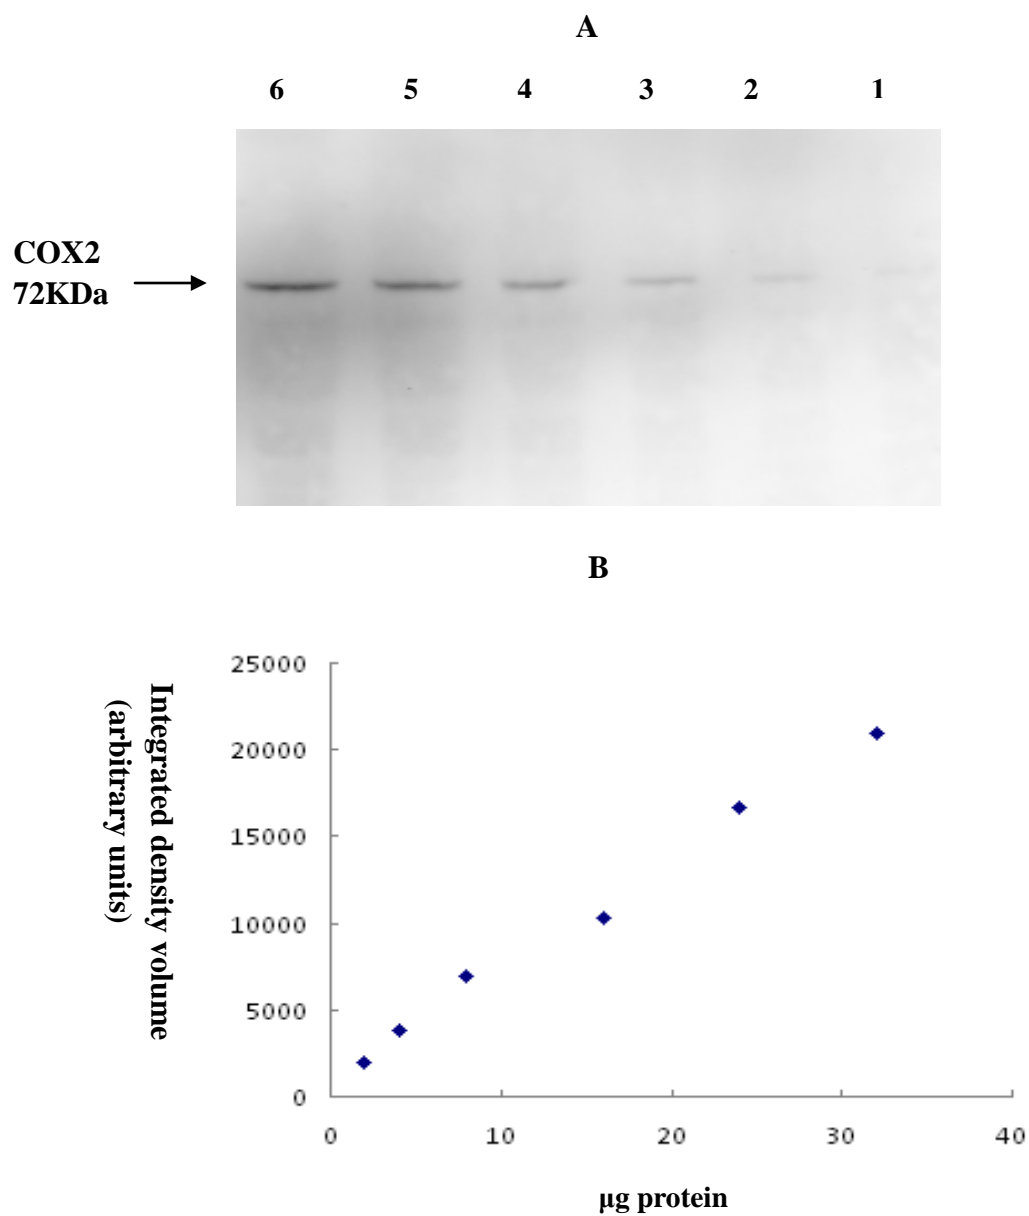 A
6 5 4 3 2 1
COX2
72KDa
B
Integrated density volume
(arbitrary units)
25000
20000
15000
10000
5000
0
0 10 20 30 40
µg protein